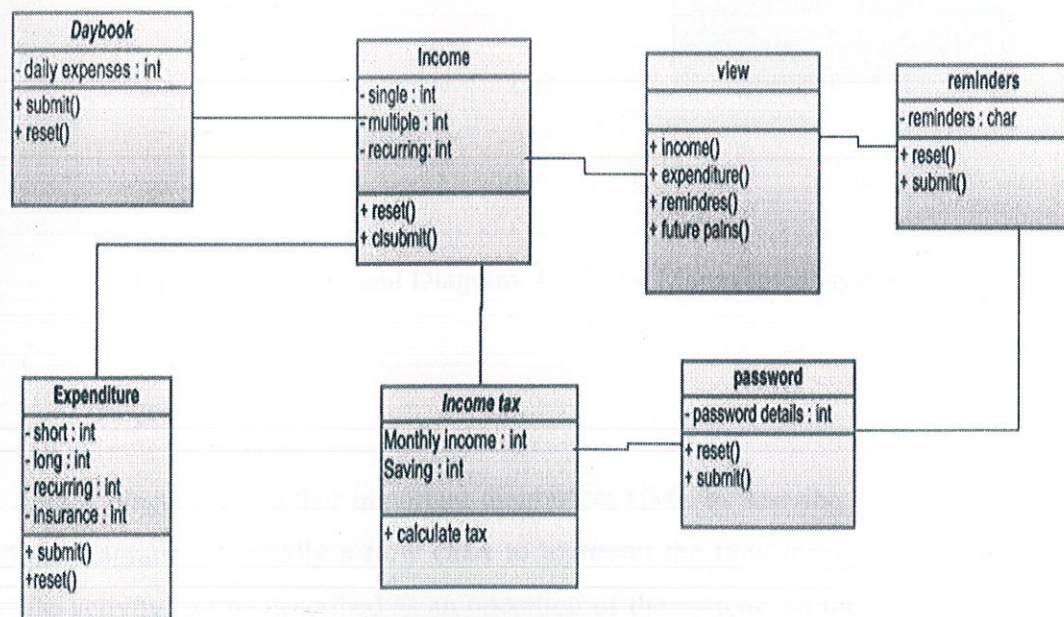 Daybook
- daily expenses : int
+ submit()
+ reset()
Income
- single : int
- multiple : int
- recurring: int
+ reset()
+ clsubmit()
view
+ income()
+ expenditure()
+ remindres()
+ future palns()
reminders
- reminders : char
+ reset()
+ submit()
Expenditure
- short : int
- long : int
- recurring : int
- insurance : int
+ submit()
+reset()
Income tax
Monthly income : int
Saving : int
+ calculate tax
password
- password details : int
+ reset()
+ submit()